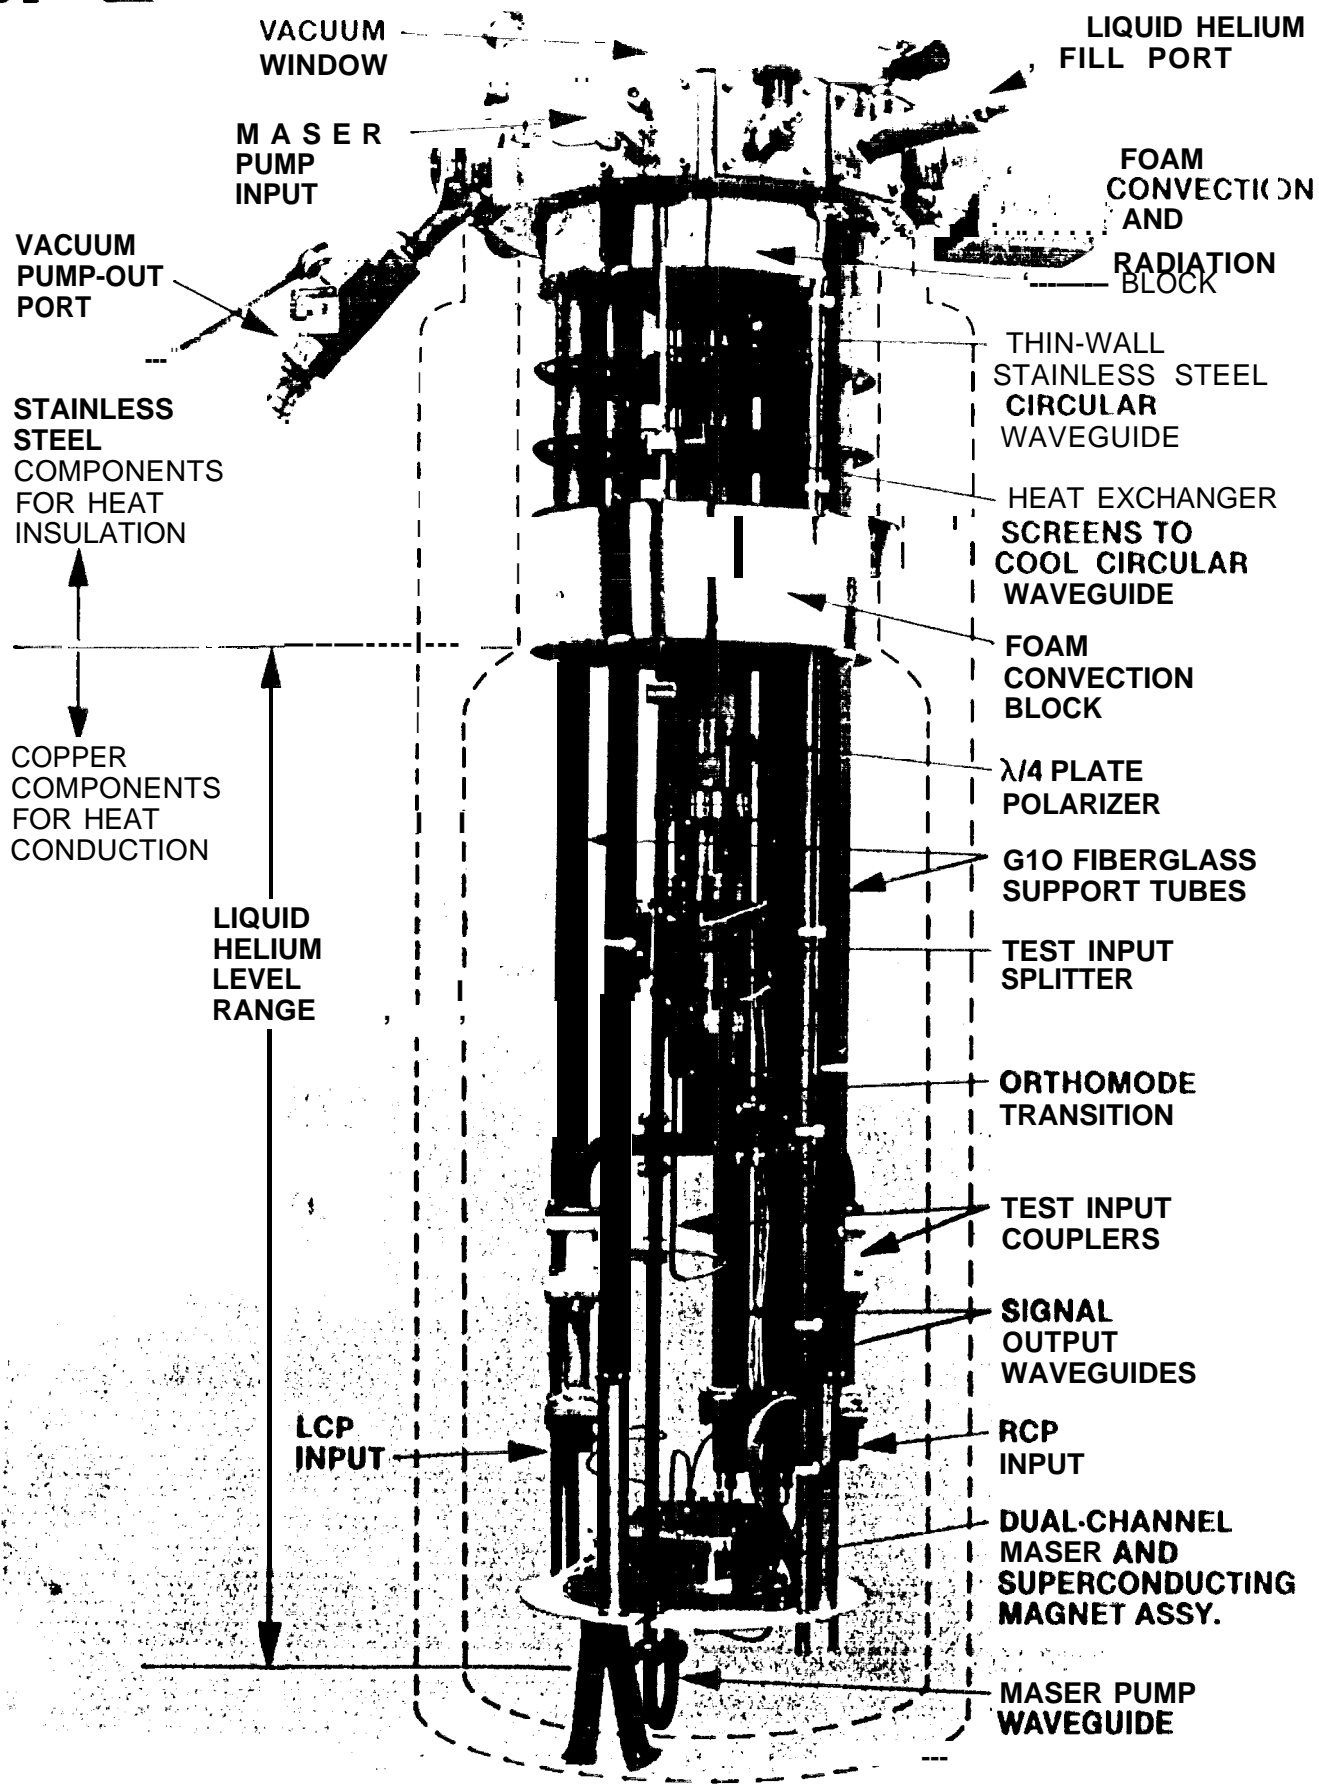 VACUUM
WINDOW
LIQUID HELIUM
FILL PORT
MASER
PUMP
INPUT
FOAM
CONVECTION
AND
RADIATION
BLOCK
VACUUM
PUMP-OUT
PORT
THIN-WALL
STAINLESS STEEL
CIRCULAR
WAVEGUIDE
STAINLESS
STEEL
COMPONENTS
FOR HEAT
INSULATION
HEAT EXCHANGER
SCREENS TO
COOL CIRCULAR
WAVEGUIDE
FOAM
CONVECTION
BLOCK
COPPER
COMPONENTS
FOR HEAT
CONDUCTION
λ/4 PLATE
POLARIZER
G1O FIBERGLASS
SUPPORT TUBES
LIQUID
HELIUM
LEVEL
RANGE
TEST INPUT
SPLITTER
ORTHOMODE
TRANSITION
TEST INPUT
COUPLERS
SIGNAL
OUTPUT
WAVEGUIDES
LCP
INPUT
RCP
INPUT
DUAL-CHANNEL
MASER AND
SUPERCONDUCTING
MAGNET ASSY.
MASER PUMP
WAVEGUIDE